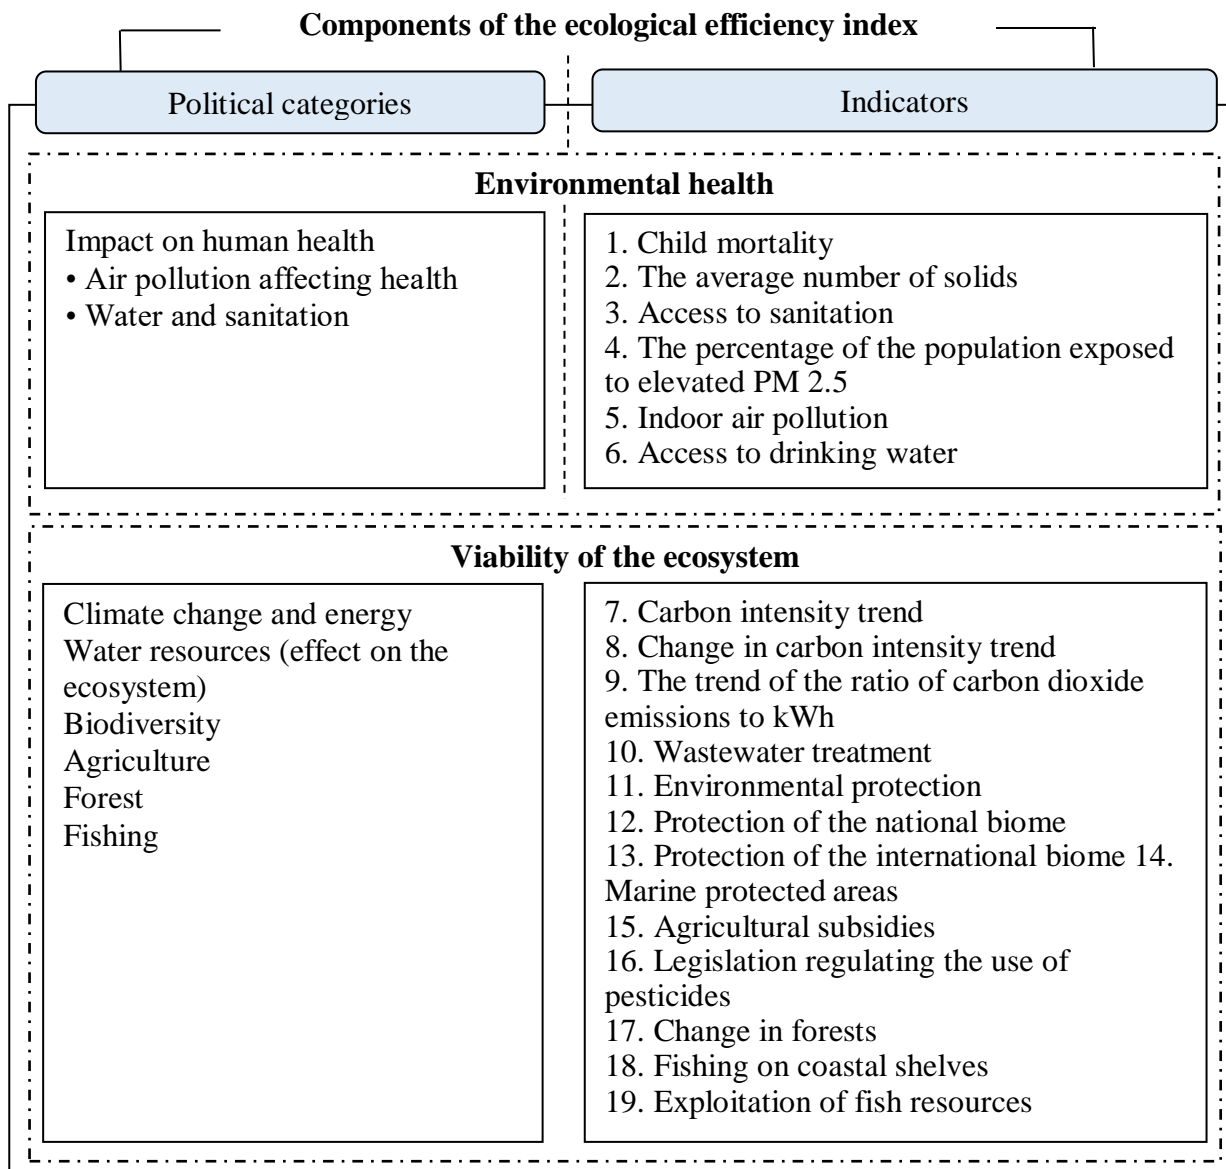 Components of the ecological efficiency index
Political categories
Indicators
Environmental health
Impact on human health
• Air pollution affecting health
• Water and sanitation
1. Child mortality
2. The average number of solids
3. Access to sanitation
4. The percentage of the population exposed
to elevated PM 2.5
5. Indoor air pollution
6. Access to drinking water
Viability of the ecosystem
Climate change and energy
Water resources (effect on the
ecosystem)
Biodiversity
Agriculture
Forest
Fishing
7. Carbon intensity trend
8. Change in carbon intensity trend
9. The trend of the ratio of carbon dioxide
emissions to kWh
10. Wastewater treatment
11. Environmental protection
12. Protection of the national biome
13. Protection of the international biome 14.
Marine protected areas
15. Agricultural subsidies
16. Legislation regulating the use of
pesticides
17. Change in forests
18. Fishing on coastal shelves
19. Exploitation of fish resources